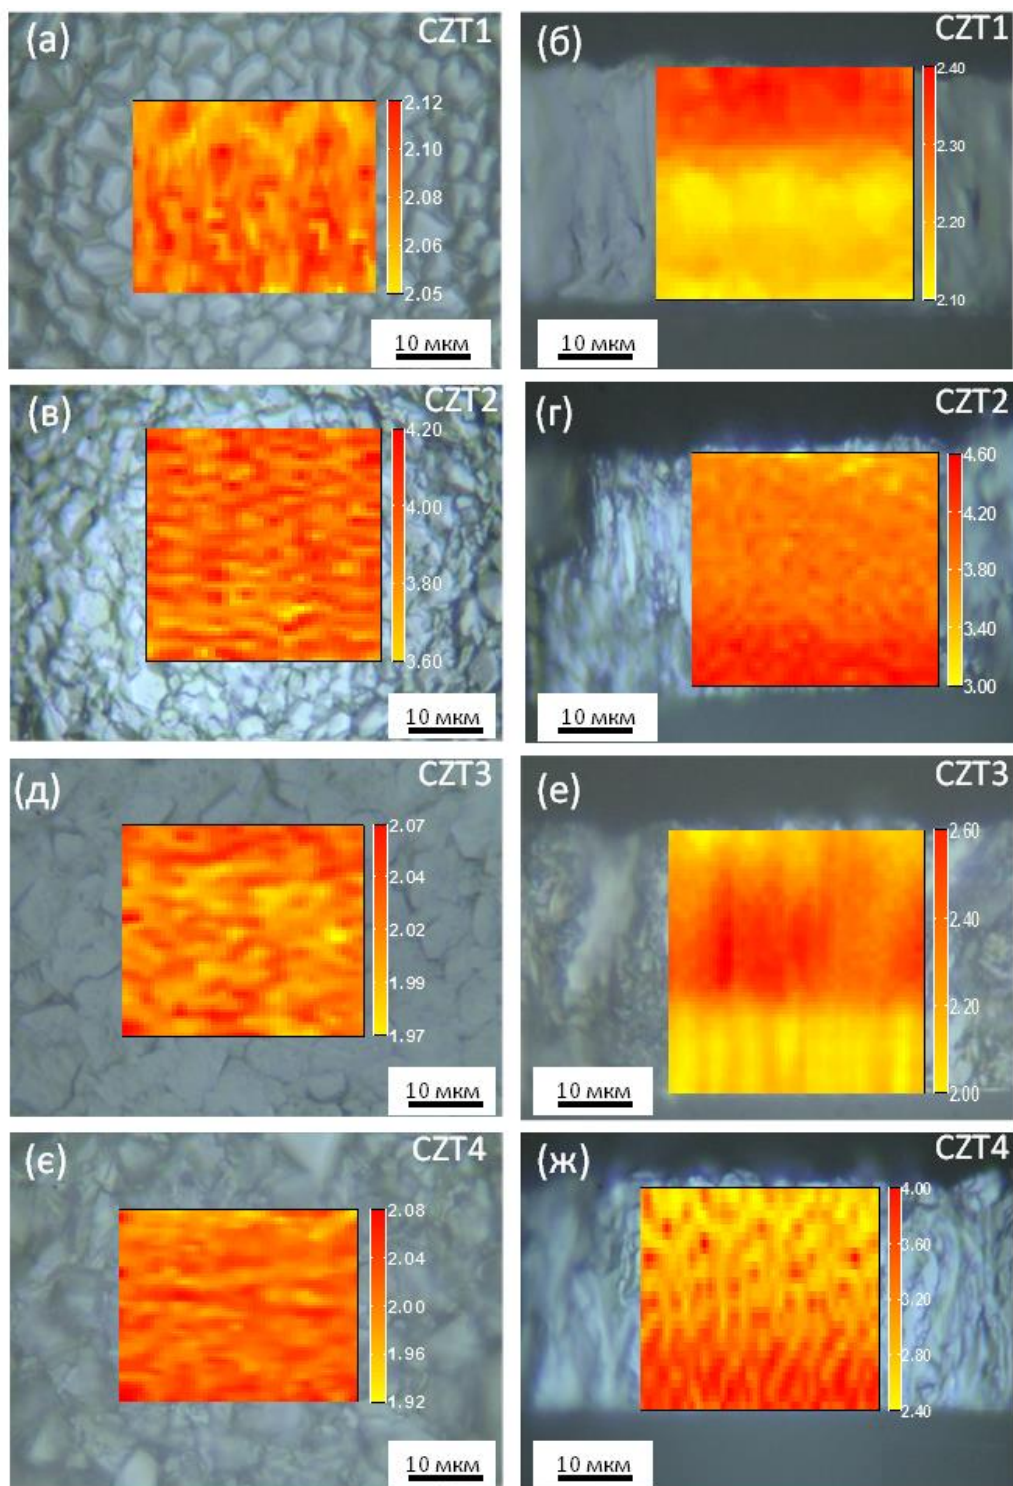 (а) CZT1
2.12
2.10
2.08
2.06
2.05
10 мкм
(б) CZT1
2.40
2.30
2.20
2.10
10 мкм
(в) CZT2
4.20
4.00
3.80
3.60
10 мкм
(г) CZT2
4.60
4.20
3.80
3.40
3.00
10 мкм
(д) CZT3
2.07
2.04
2.02
1.99
1.97
10 мкм
(е) CZT3
2.60
2.40
2.20
2.00
10 мкм
(є) CZT4
2.08
2.04
2.00
1.96
1.92
10 мкм
(ж) CZT4
4.00
3.60
3.20
2.80
2.40
10 мкм